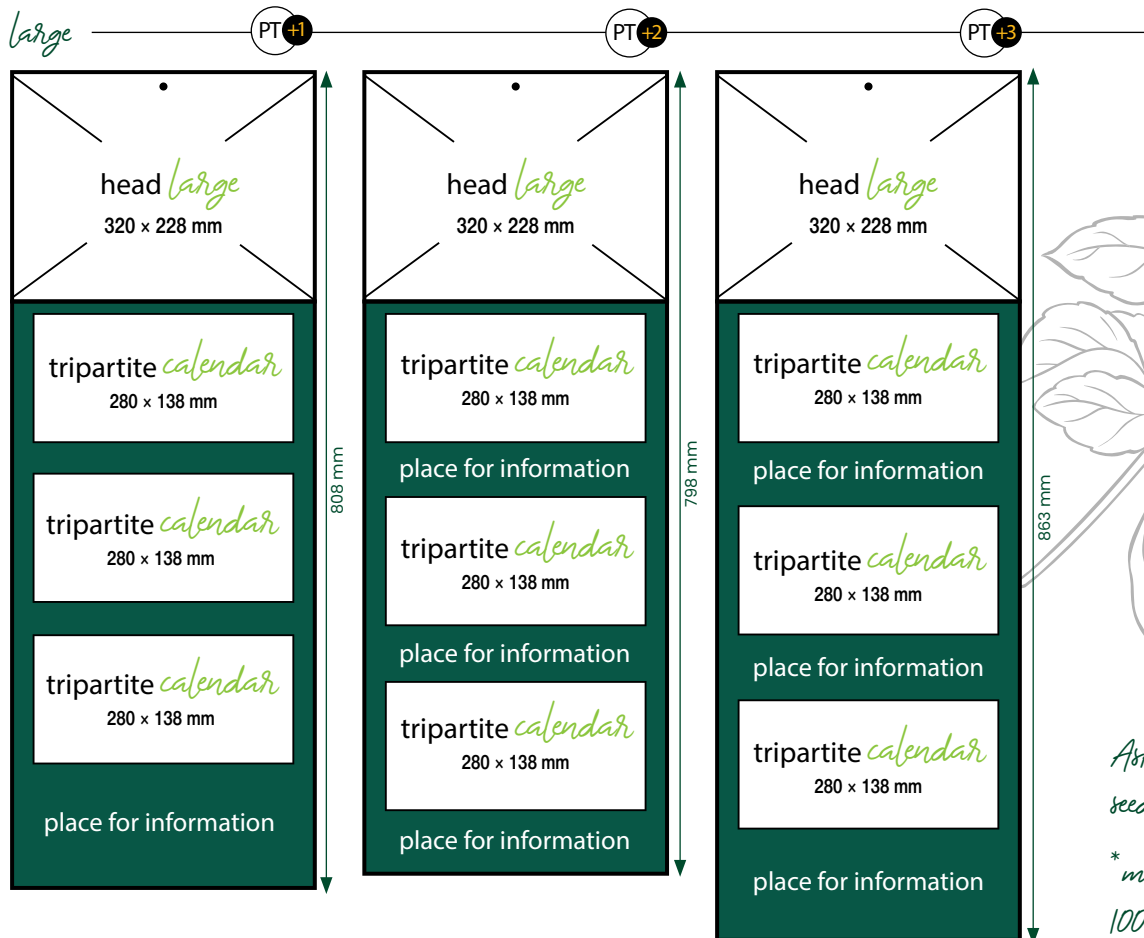 large
PT +1
PT +2
PT +3
head large
320 × 228 mm
tripartite calendar
280 × 138 mm
tripartite calendar
280 × 138 mm
tripartite calendar
280 × 138 mm
place for information
808 mm
head large
320 × 228 mm
tripartite calendar
280 × 138 mm
place for information
tripartite calendar
280 × 138 mm
place for information
tripartite calendar
280 × 138 mm
place for information
798 mm
head large
320 × 228 mm
tripartite calendar
280 × 138 mm
place for information
tripartite calendar
280 × 138 mm
place for information
tripartite calendar
280 × 138 mm
place for information
863 mm
100